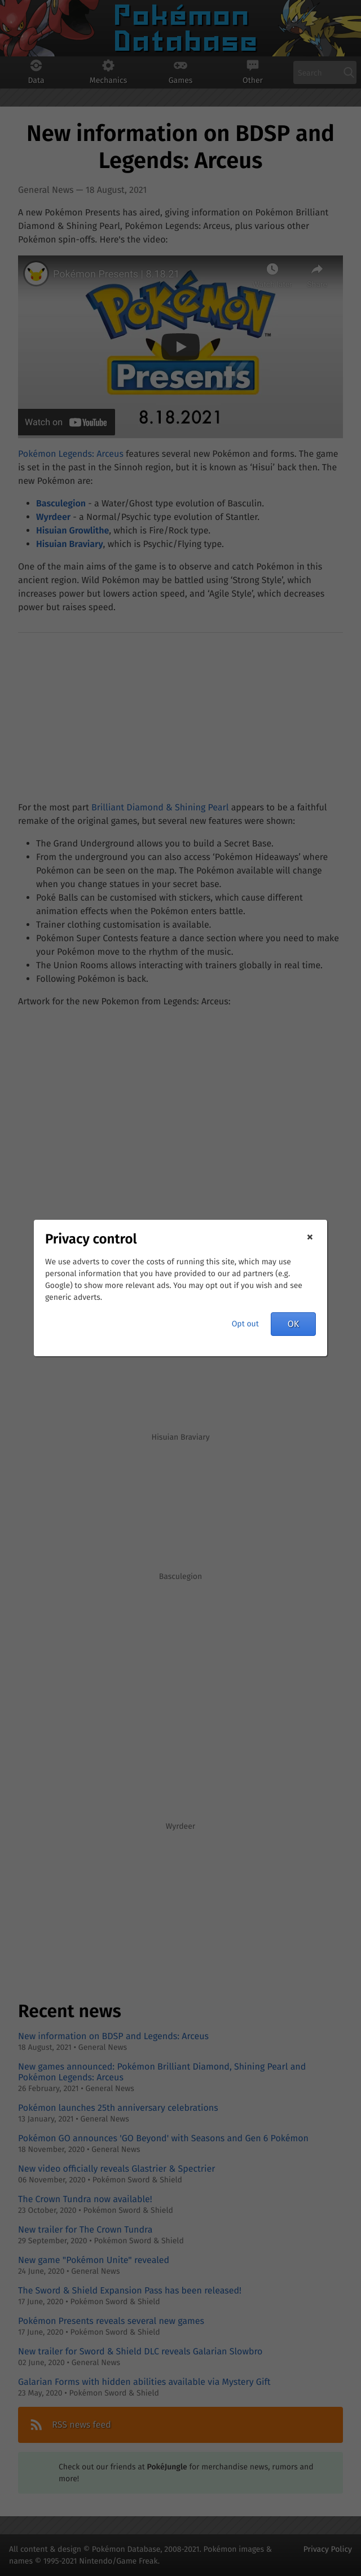 Pokémon
Database
Data
Mechanics
Games
Other
Search
New information on BDSP and
Legends: Arceus
General News — 18 August, 2021
A new Pokémon Presents has aired, giving information on Pokémon Brilliant
Diamond & Shining Pearl, Pokémon Legends: Arceus, plus various other
Pokémon spin-offs. Here's the video:
Pokémon Presents | 8.18.21
Pokémon
Presents
8.18.2021
Watch on YouTube
Pokémon Legends: Arceus features several new Pokémon and forms. The game
is set in the past in the Sinnoh region, but it is known as ‘Hisui’ back then. The
new Pokémon are:
• Basculegion - a Water/Ghost type evolution of Basculin.
• Wyrdeer - a Normal/Psychic type evolution of Stantler.
• Hisuian Growlithe, which is Fire/Rock type.
• Hisuian Braviary, which is Psychic/Flying type.
One of the main aims of the game is to observe and catch Pokémon in this
ancient region. Wild Pokémon may be battled using ‘Strong Style’, which
increases power but lowers action speed, and ‘Agile Style’, which decreases
power but raises speed.
For the most part Brilliant Diamond & Shining Pearl appears to be a faithful
remake of the original games, but several new features were shown:
• The Grand Underground allows you to build a Secret Base.
• From the underground you can also access ‘Pokémon Hideaways’ where
Pokémon can be seen on the map. The Pokémon available will change
when you change statues in your secret base.
• Poké Balls can be customised with stickers, which cause different
animation effects when the Pokémon enters battle.
• Trainer clothing customisation is available.
• Pokémon Super Contests feature a dance section where you need to make
your Pokémon move to the rhythm of the music.
• The Union Rooms allows interacting with trainers globally in real time.
• Following Pokémon is back.
Artwork for the new Pokemon from Legends: Arceus:
Privacy control
×
We use adverts to cover the costs of running this site, which may use
personal information that you have provided to our ad partners (e.g.
Google) to show more relevant ads. You may opt out if you wish and see
generic adverts.
Opt out
OK
Hisuian Braviary
Basculegion
Wyrdeer
Recent news
New information on BDSP and Legends: Arceus
18 August, 2021 • General News
New games announced: Pokémon Brilliant Diamond, Shining Pearl and
Pokémon Legends: Arceus
26 February, 2021 • General News
Pokémon launches 25th anniversary celebrations
13 January, 2021 • General News
Pokémon GO announces 'GO Beyond' with Seasons and Gen 6 Pokémon
18 November, 2020 • General News
New video officially reveals Glastrier & Spectrier
06 November, 2020 • Pokémon Sword & Shield
The Crown Tundra now available!
23 October, 2020 • Pokémon Sword & Shield
New trailer for The Crown Tundra
29 September, 2020 • Pokémon Sword & Shield
New game "Pokémon Unite" revealed
24 June, 2020 • General News
The Sword & Shield Expansion Pass has been released!
17 June, 2020 • Pokémon Sword & Shield
Pokémon Presents reveals several new games
17 June, 2020 • Pokémon Sword & Shield
New trailer for Sword & Shield DLC reveals Galarian Slowbro
02 June, 2020 • General News
Galarian Forms with hidden abilities available via Mystery Gift
23 May, 2020 • Pokémon Sword & Shield
RSS news feed
Check out our friends at PokéJungle for merchandise news, rumors and
more!
All content & design © Pokémon Database, 2008-2021. Pokémon images &
names © 1995-2021 Nintendo/Game Freak.
Privacy Policy